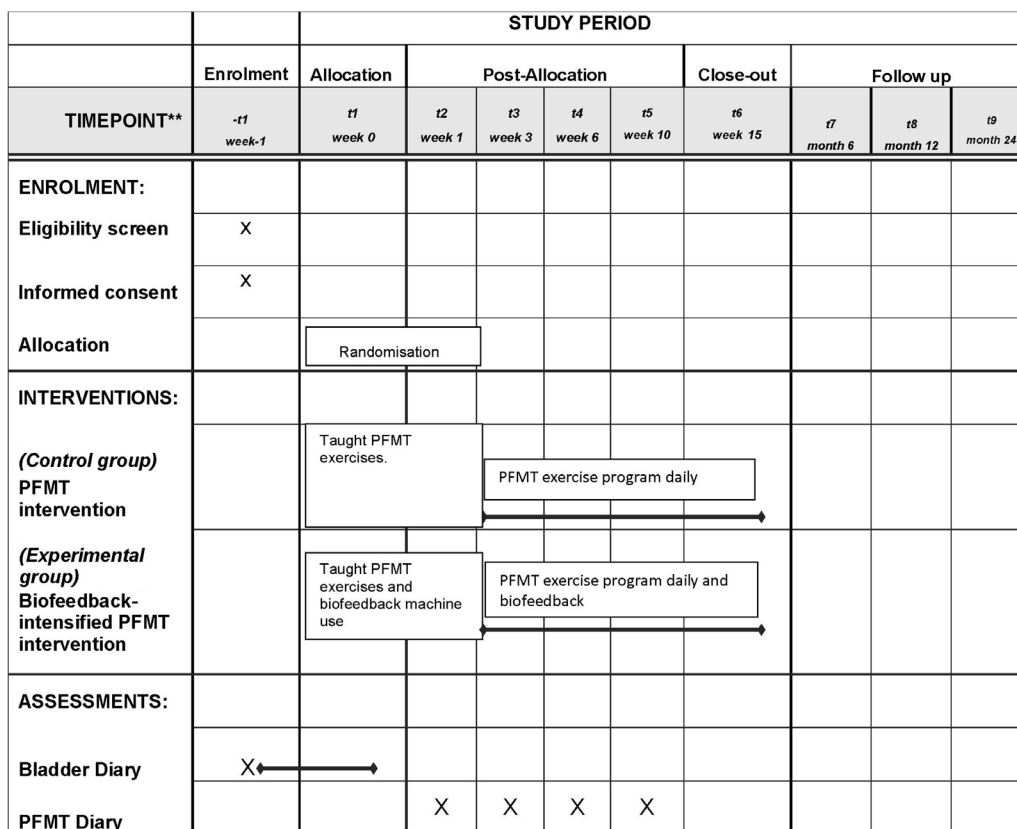 STUDY PERIOD
Enrolment Allocation Post-Allocation Close-out Follow up
TIMEPOINT** -t1 t1 t2 t3 t4 t5 t6 t7 t8 t9
week-1 week 0 week 1 week 3 week 6 week 10 week 15 month 6 month 12 month 24
ENROLMENT:
Eligibility screen X
Informed consent X
Allocation Randomisation
INTERVENTIONS:
(Control group)
PFMT
intervention
Taught PFMT
exercises.
PFMT exercise program daily
(Experimental
group)
Biofeedback-
intensified PFMT
intervention
Taught PFMT
exercises and
biofeedback machine
use
PFMT exercise program daily and
biofeedback
ASSESSMENTS:
Bladder Diary X
PFMT Diary X X X X